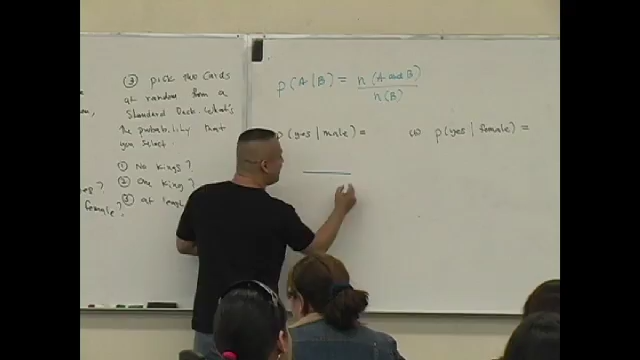 ③ pick two cards
at random from a
Standard Deck. What's
the probability that
you select.
① No kings?
② one king?
③ at
female?
p(A|B) = n(A and B)
n(B)
p(yes | male) =
p(yes | female) =